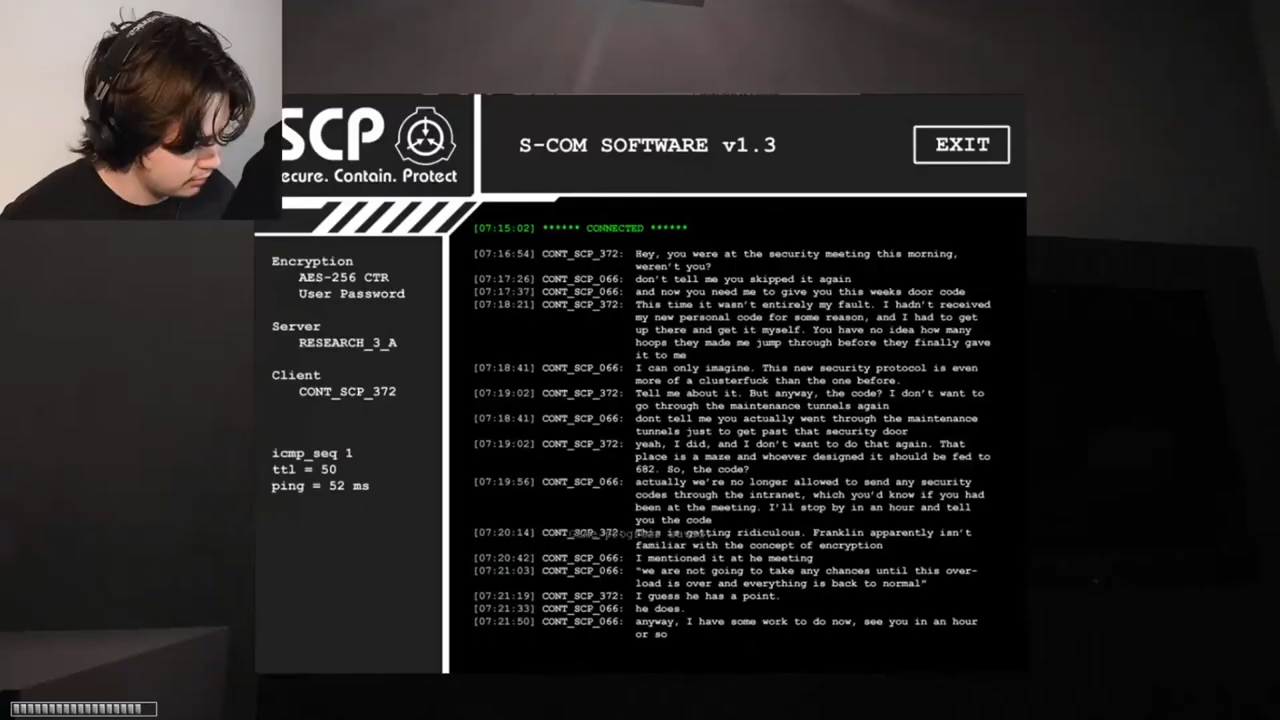 SCP
ecure. Contain. Protect
S-COM SOFTWARE v1.3
EXIT
Encryption
AES-256 CTR
User Password
Server
RESEARCH_3_A
Client
CONT_SCP_372
icmp_seq 1
ttl = 50
ping = 52 ms
[07:15:02] ****** CONNECTED ******
[07:16:54] CONT_SCP_372: Hey, you were at the security meeting this morning,
weren't you?
[07:17:26] CONT_SCP_066: don't tell me you skipped it again
[07:17:37] CONT_SCP_066: and now you need me to give you this weeks door code
[07:18:21] CONT_SCP_372: This time it wasn't entirely my fault. I hadn't received
my new personal code for some reason, and I had to get
up there and get it myself. You have no idea how many
hoops they made me jump through before they finally gave
it to me
[07:18:41] CONT_SCP_066: I can only imagine. This new security protocol is even
more of a clusterfuck than the one before.
[07:19:02] CONT_SCP_372: Tell me about it. But anyway, the code? I don't want to
go through the maintenance tunnels again
[07:18:41] CONT_SCP_066: dont tell me you actually went through the maintenance
tunnels just to get past that security door
[07:19:02] CONT_SCP_372: yeah, I did, and I don't want to do that again. That
place is a maze and whoever designed it should be fed to
682. So, the code?
[07:19:56] CONT_SCP_066: actually we're no longer allowed to send any security
codes through the intranet, which you'd know if you had
been at the meeting. I'll stop by in an hour and tell
you the code
[07:20:14] CONT_SCP_372: This is getting ridiculous. Franklin apparently isn't
familiar with the concept of encryption
[07:20:42] CONT_SCP_066: I mentioned it at he meeting
[07:21:03] CONT_SCP_066: "we are not going to take any chances until this over-
load is over and everything is back to normal"
[07:21:19] CONT_SCP_372: I guess he has a point.
[07:21:33] CONT_SCP_066: he does.
[07:21:50] CONT_SCP_066: anyway, I have some work to do now, see you in an hour
or so